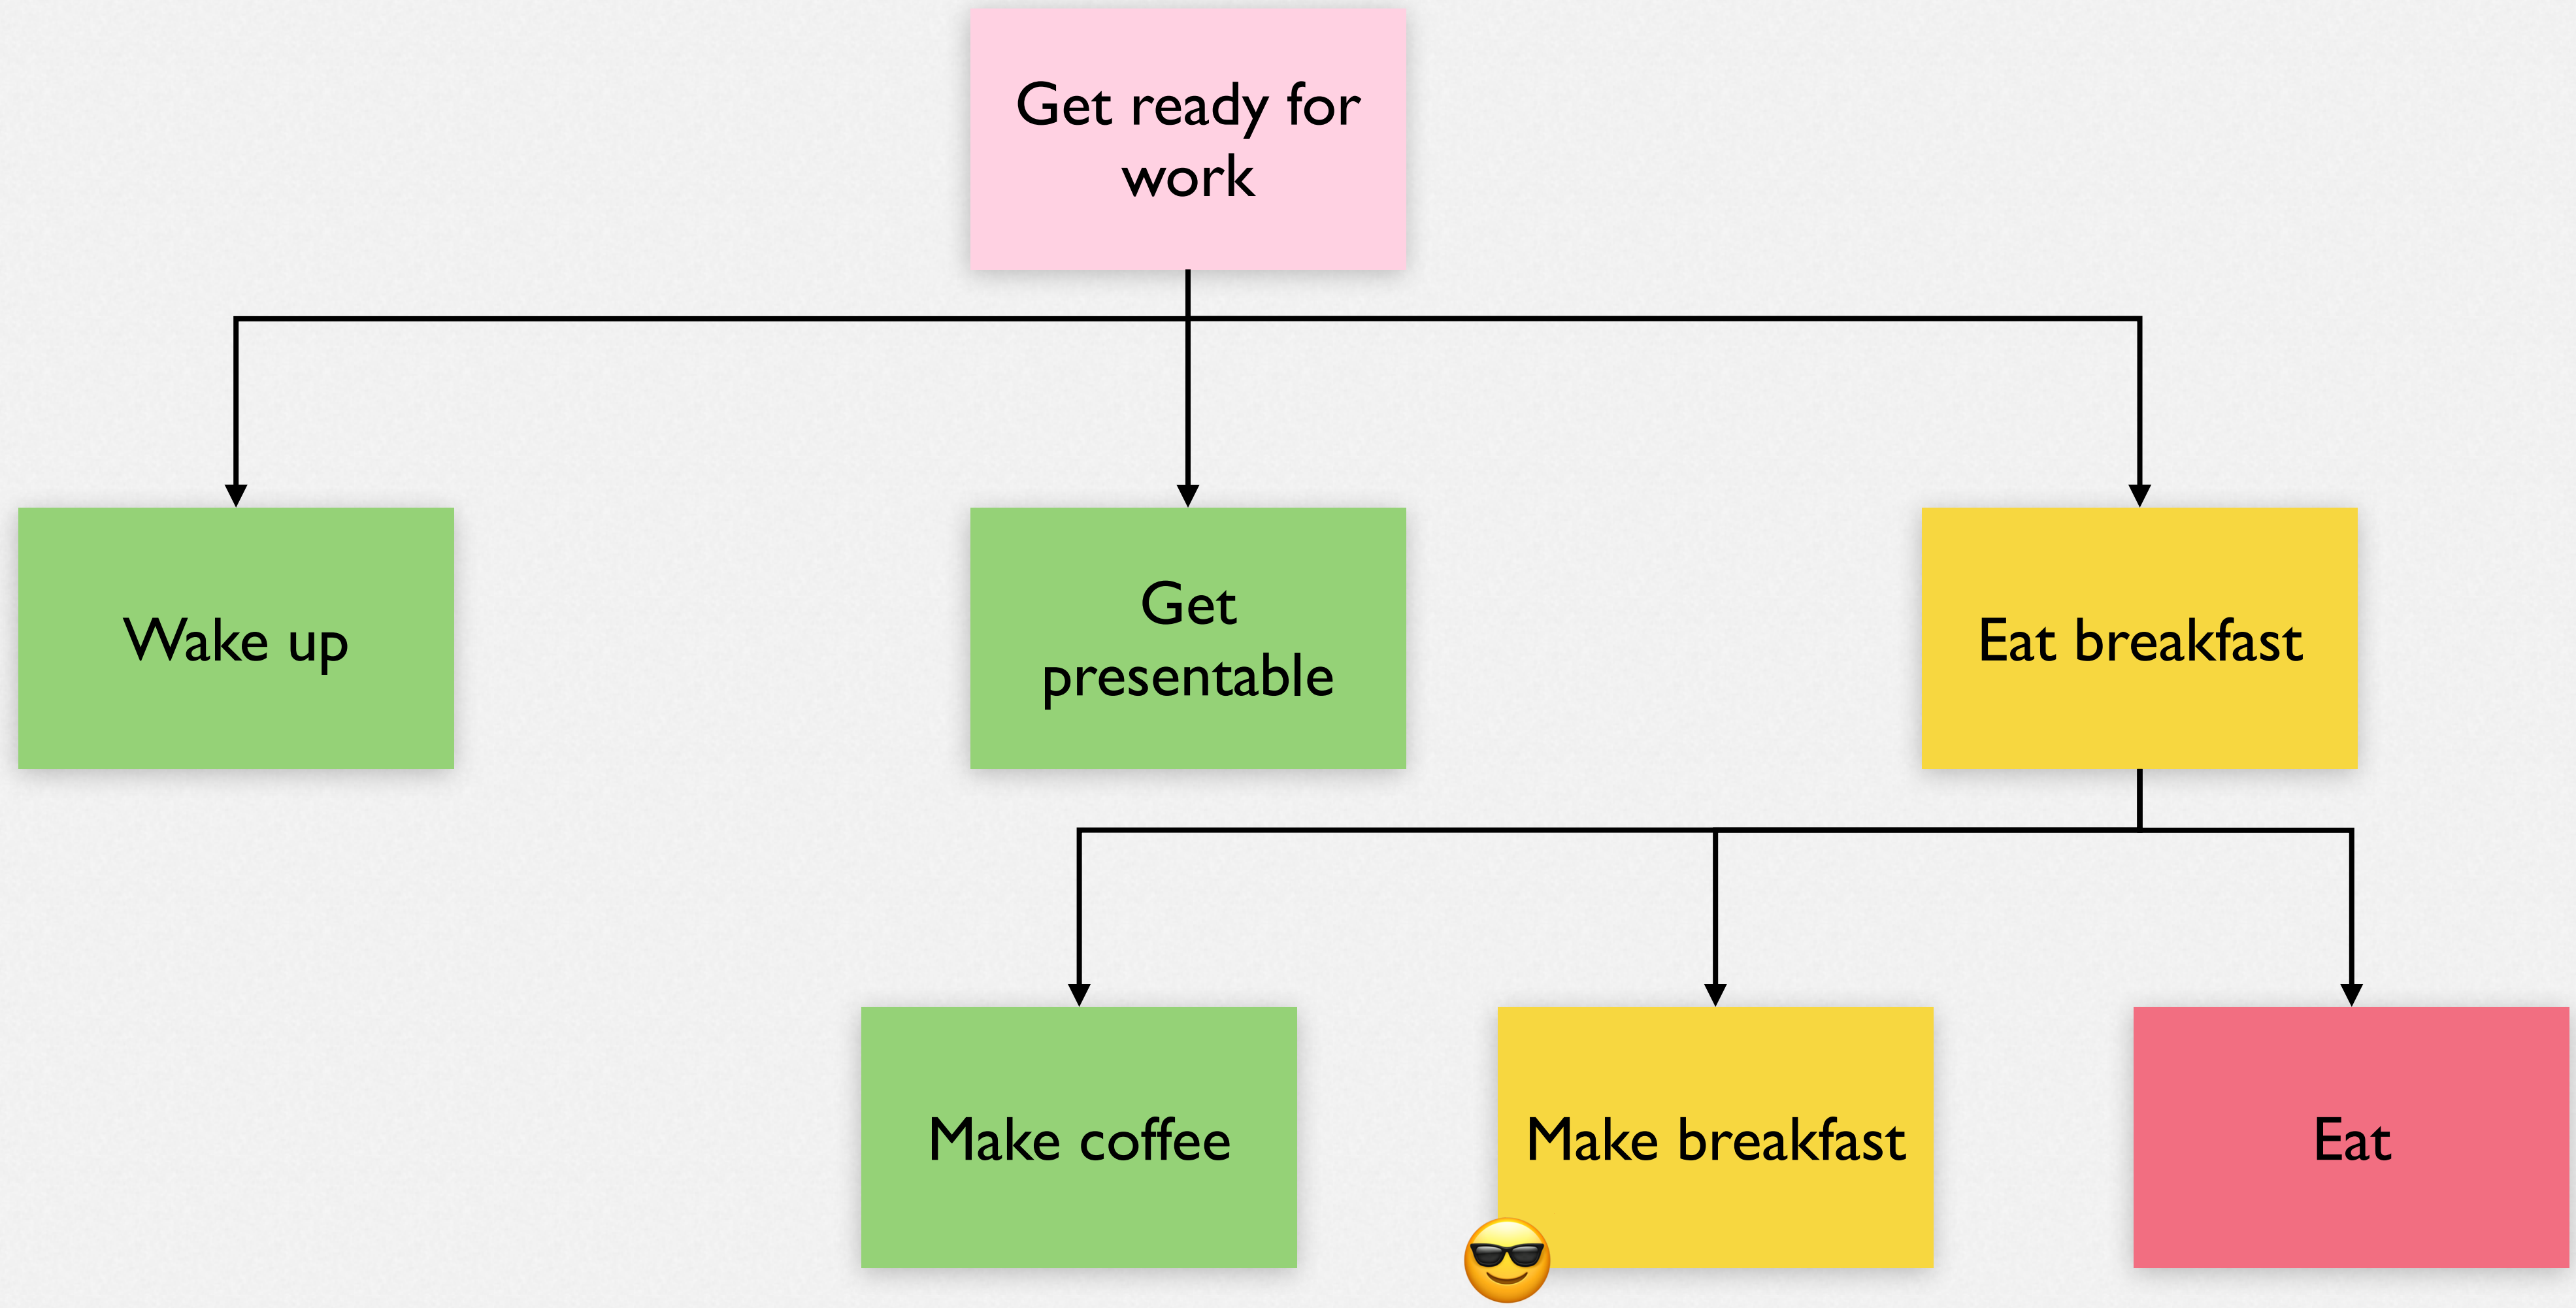 Get ready for
work
Wake up
Get
presentable
Eat breakfast
Make coffee
Make breakfast
Eat